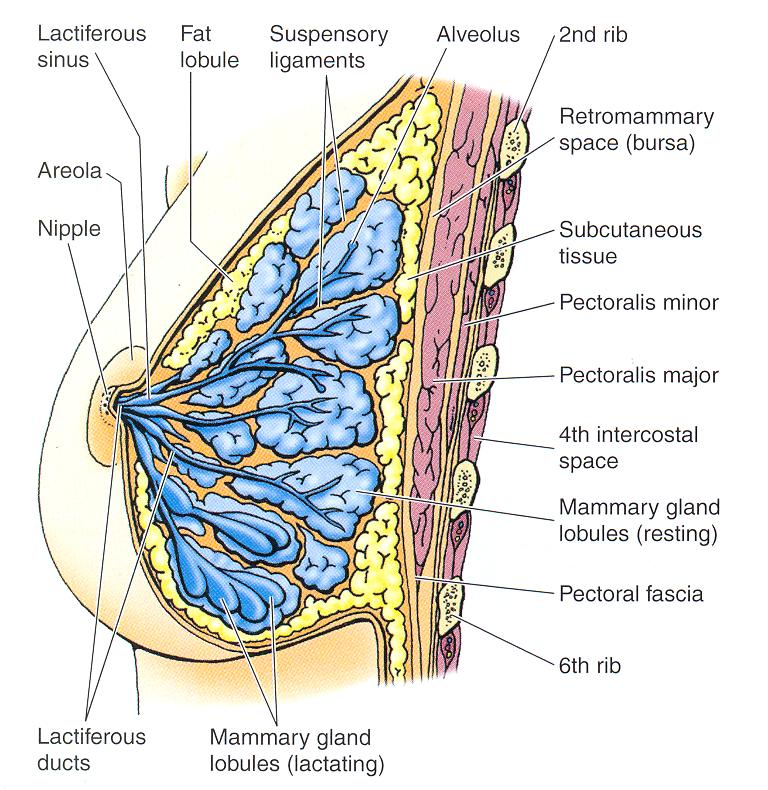 Lactiferous
sinus
Fat
lobule
Suspensory
ligaments
Alveolus
2nd rib
Retromammary
space (bursa)
Areola
Nipple
Subcutaneous
tissue
Pectoralis minor
Pectoralis major
4th intercostal
space
Mammary gland
lobules (resting)
Pectoral fascia
6th rib
Lactiferous
ducts
Mammary gland
lobules (lactating)